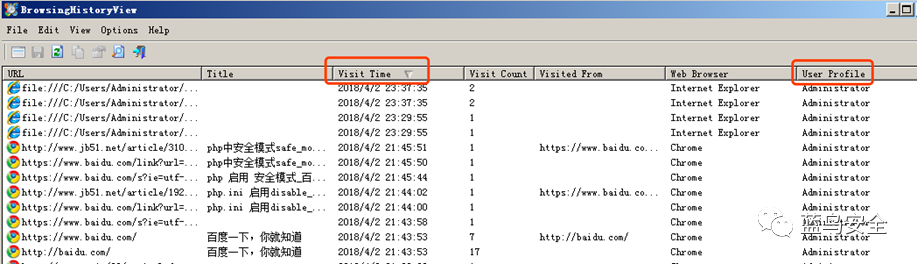 BrowsingHistoryView
File Edit View Options Help
URL Title Visit Time Visit Count Visited From Web Browser User Profile
file:///C:/Users/Administrator/... 2018/4/2 23:37:35 2 Internet Explorer Administrator
file:///C:/Users/Administrator/... 2018/4/2 23:37:35 2 Internet Explorer Administrator
file:///C:/Users/Administrator/... 2018/4/2 23:29:55 1 Internet Explorer Administrator
file:///C:/Users/Administrator/... 2018/4/2 23:29:55 1 Internet Explorer Administrator
http://www.jb51.net/article/310... php中安全模式safe_mo... 2018/4/2 21:45:51 1 https://www.baidu.co... Chrome Administrator
http://www.baidu.com/link?url=... php中安全模式safe_mo... 2018/4/2 21:45:50 1 Chrome Administrator
https://www.baidu.com/s?ie=utf-... php 启用 安全模式_百... 2018/4/2 21:45:44 1 Chrome Administrator
http://www.jb51.net/article/192... php.ini 启用disable_... 2018/4/2 21:44:02 1 https://www.baidu.co... Chrome Administrator
http://www.baidu.com/link?url=... php.ini 启用disable_... 2018/4/2 21:44:00 1 Chrome Administrator
https://www.baidu.com/s?ie=utf-... 2018/4/2 21:43:58 1 Chrome Administrator
https://www.baidu.com/ 百度一下，你就知道 2018/4/2 21:43:53 7 http://baidu.com/ Chrome Administrator
http://baidu.com/ 百度一下，你就知道 2018/4/2 21:43:53 17 Chrome Administrator
蓝鸟安全